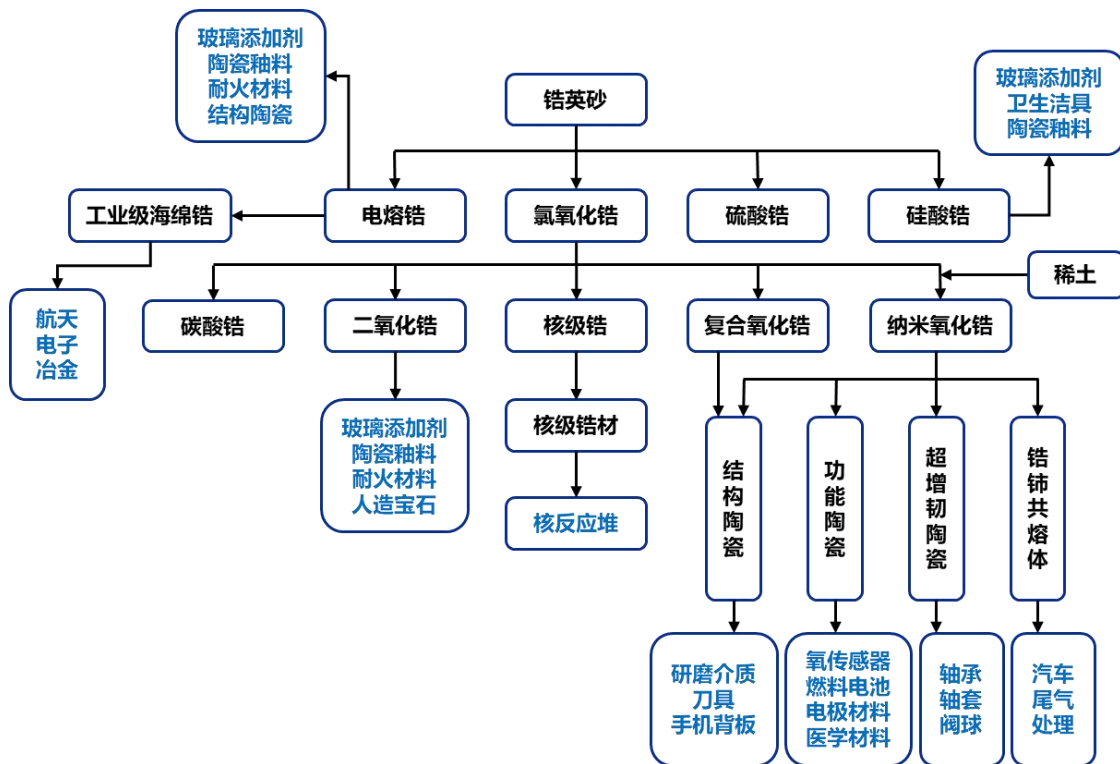 玻璃添加剂
陶瓷釉料
耐火材料
结构陶瓷
锆英砂
玻璃添加剂
卫生洁具
陶瓷釉料
工业级海绵锆
电熔锆
氯氧化锆
硫酸锆
硅酸锆
稀土
航天
电子
冶金
碳酸锆
二氧化锆
核级锆
复合氧化锆
纳米氧化锆
玻璃添加剂
陶瓷釉料
耐火材料
人造宝石
核级锆材
核反应堆
结构陶瓷
功能陶瓷
超增韧陶瓷
锆铈共熔体
研磨介质
刀具
手机背板
氧传感器
燃料电池
电极材料
医学材料
轴承
轴套
阀球
汽车
尾气
处理